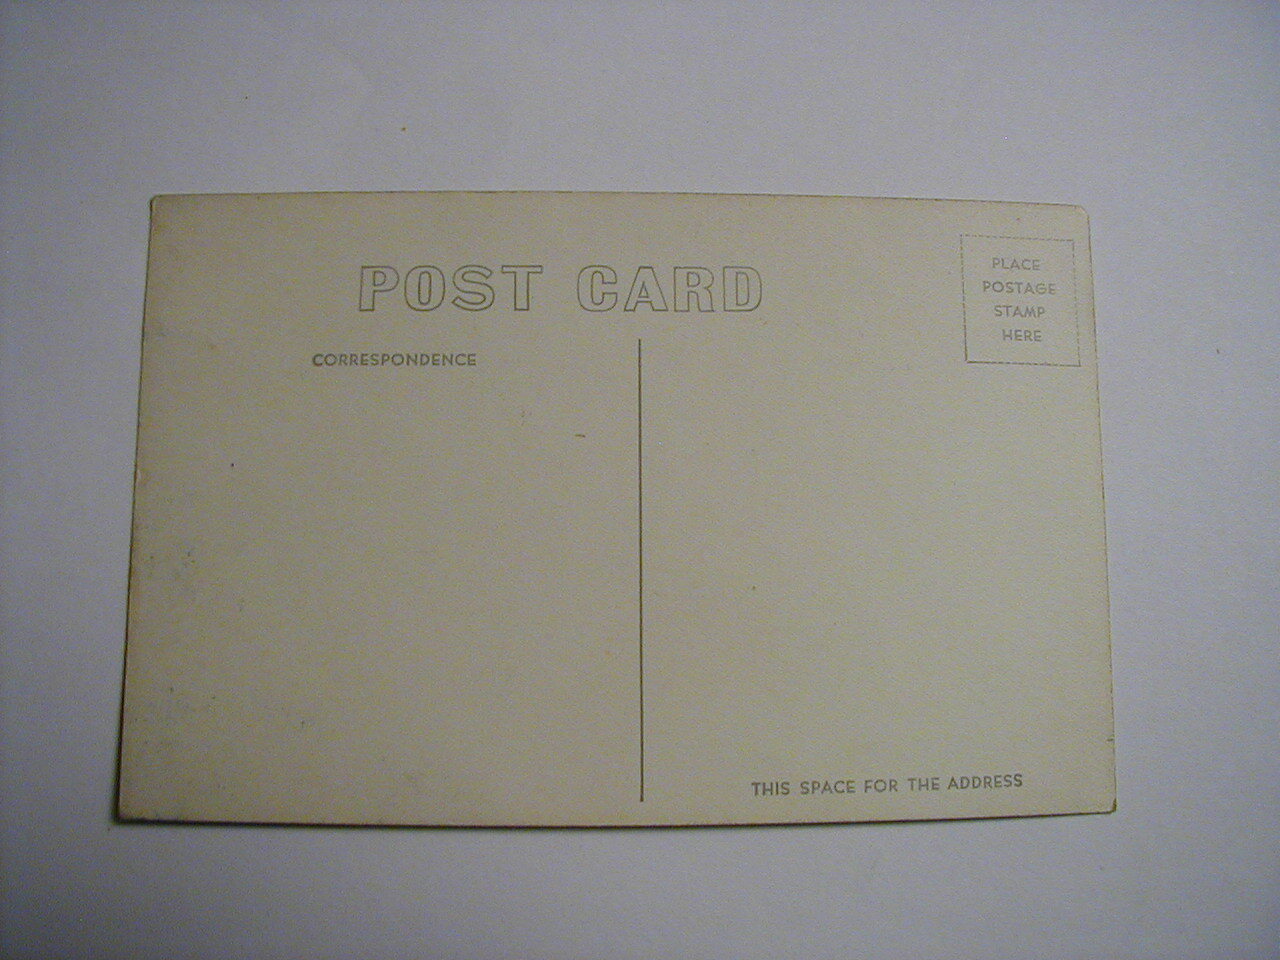 POST CARD
PLACE
POSTAGE
STAMP
HERE
CORRESPONDENCE
THIS SPACE FOR THE ADDRESS